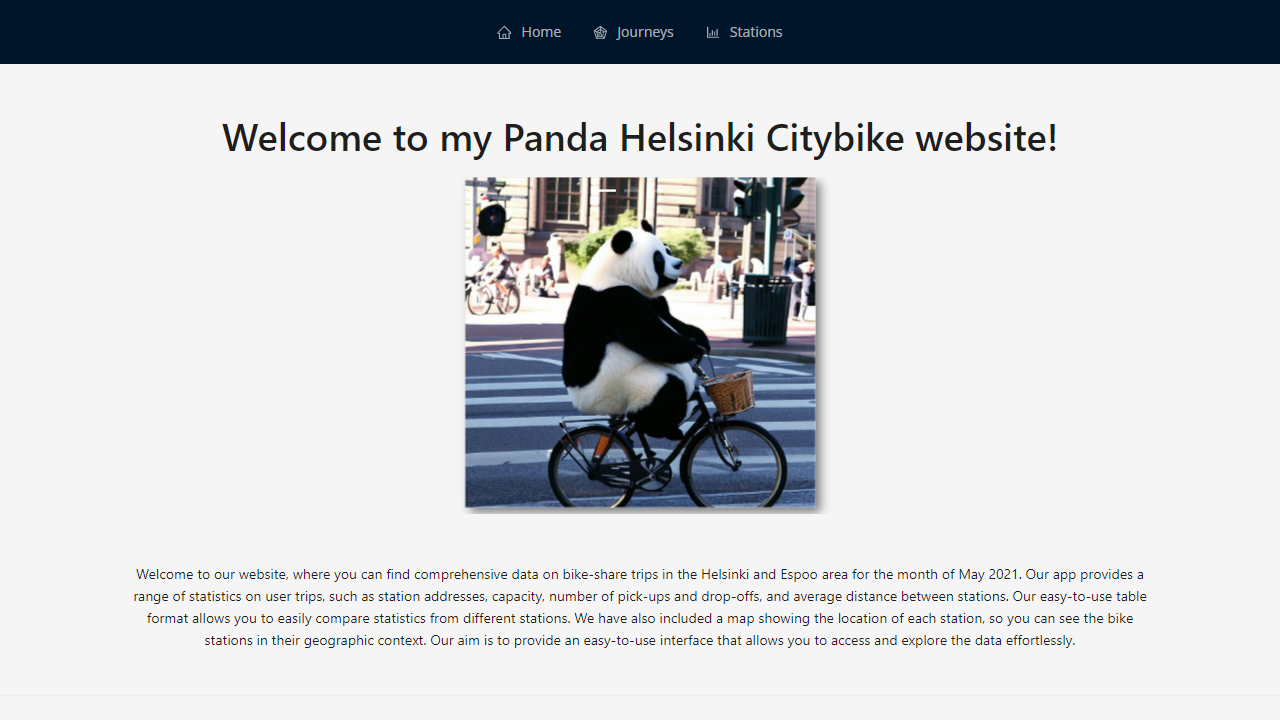 Home Journeys Stations
Welcome to my Panda Helsinki Citybike website!
Welcome to our website, where you can find comprehensive data on bike-share trips in the Helsinki and Espoo area for the month of May 2021. Our app provides a
range of statistics on user trips, such as station addresses, capacity, number of pick-ups and drop-offs, and average distance between stations. Our easy-to-use table
format allows you to easily compare statistics from different stations. We have also included a map showing the location of each station, so you can see the bike
stations in their geographic context. Our aim is to provide an easy-to-use interface that allows you to access and explore the data effortlessly.